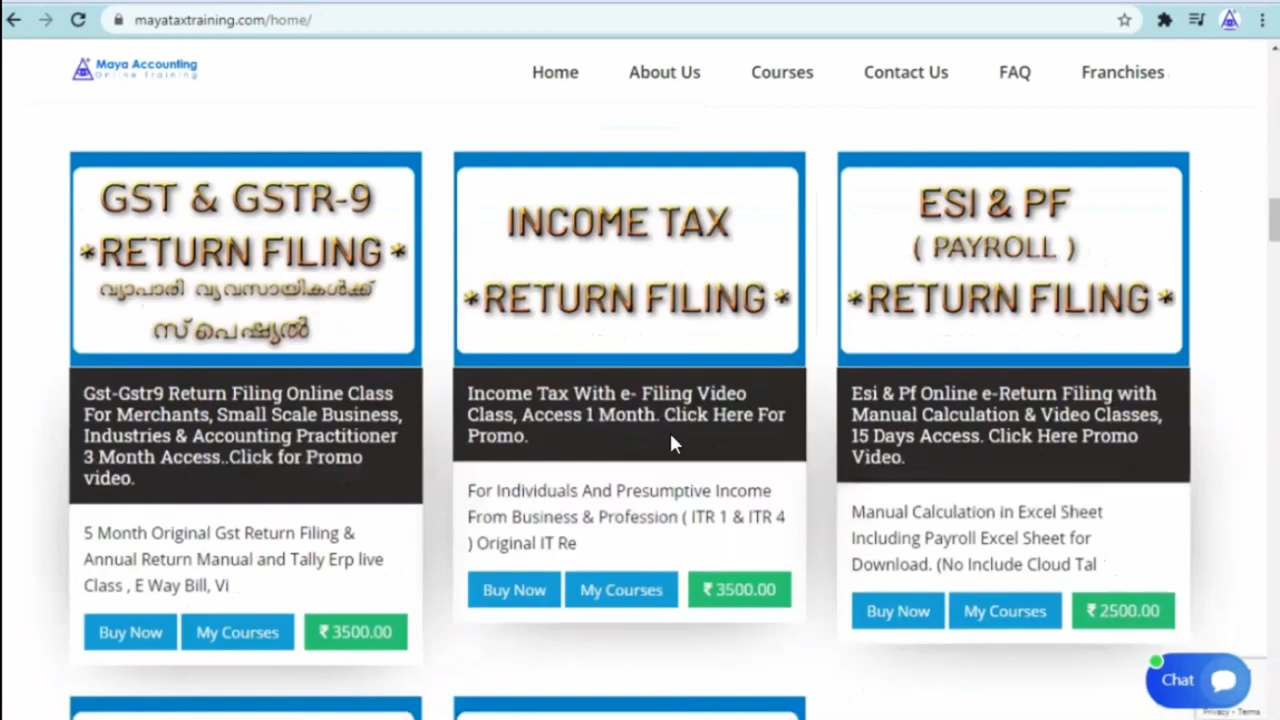 mayataxtraining.com/home/
Maya Accounting
Online Training
Home
About Us
Courses
Contact Us
FAQ
Franchises
GST & GSTR-9
*RETURN FILING*
വ്യാപാരി വ്യവസായികൾക്ക്
സ്പെഷ്യൽ
Gst-Gstr9 Return Filing Online Class
For Merchants, Small Scale Business,
Industries & Accounting Practitioner
3 Month Access..Click for Promo
video.
5 Month Original Gst Return Filing &
Annual Return Manual and Tally Erp live
Class , E Way Bill, Vi
Buy Now
My Courses
₹ 3500.00
INCOME TAX
*RETURN FILING*
Income Tax With e- Filing Video
Class, Access 1 Month. Click Here For
Promo.
For Individuals And Presumptive Income
From Business & Profession ( ITR 1 & ITR 4
) Original IT Re
Buy Now
My Courses
₹ 3500.00
ESI & PF
( PAYROLL )
*RETURN FILING*
Esi & Pf Online e-Return Filing with
Manual Calculation & Video Classes,
15 Days Access. Click Here Promo
Video.
Manual Calculation in Excel Sheet
Including Payroll Excel Sheet for
Download. (No Include Cloud Tal
Buy Now
My Courses
₹ 2500.00
Chat
Privacy - Terms